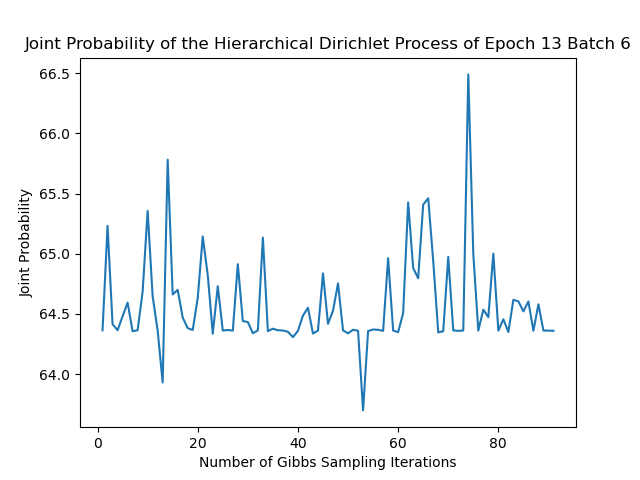 Joint Probability of the Hierarchical Dirichlet Process of Epoch 13 Batch 6
66.5
66.0
65.5
65.0
64.5
64.0
Joint Probability
0 20 40 60 80
Number of Gibbs Sampling Iterations